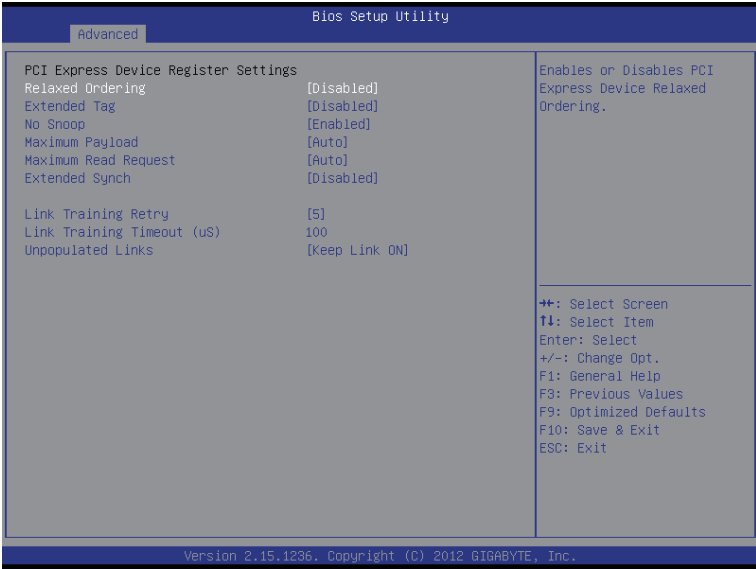 Bios Setup Utility
Advanced
PCI Express Device Register Settings
Relaxed Ordering [Disabled]
Extended Tag [Disabled]
No Snoop [Enabled]
Maximum Payload [Auto]
Maximum Read Request [Auto]
Extended Synch [Disabled]
Link Training Retry [5]
Link Training Timeout (uS) 100
Unpopulated Links [Keep Link ON]
Enables or Disables PCI
Express Device Relaxed
Ordering.
→←: Select Screen
↑↓: Select Item
Enter: Select
+/-: Change Opt.
F1: General Help
F3: Previous Values
F9: Optimized Defaults
F10: Save & Exit
ESC: Exit
Version 2.15.1236. Copyright (C) 2012 GIGABYTE, Inc.